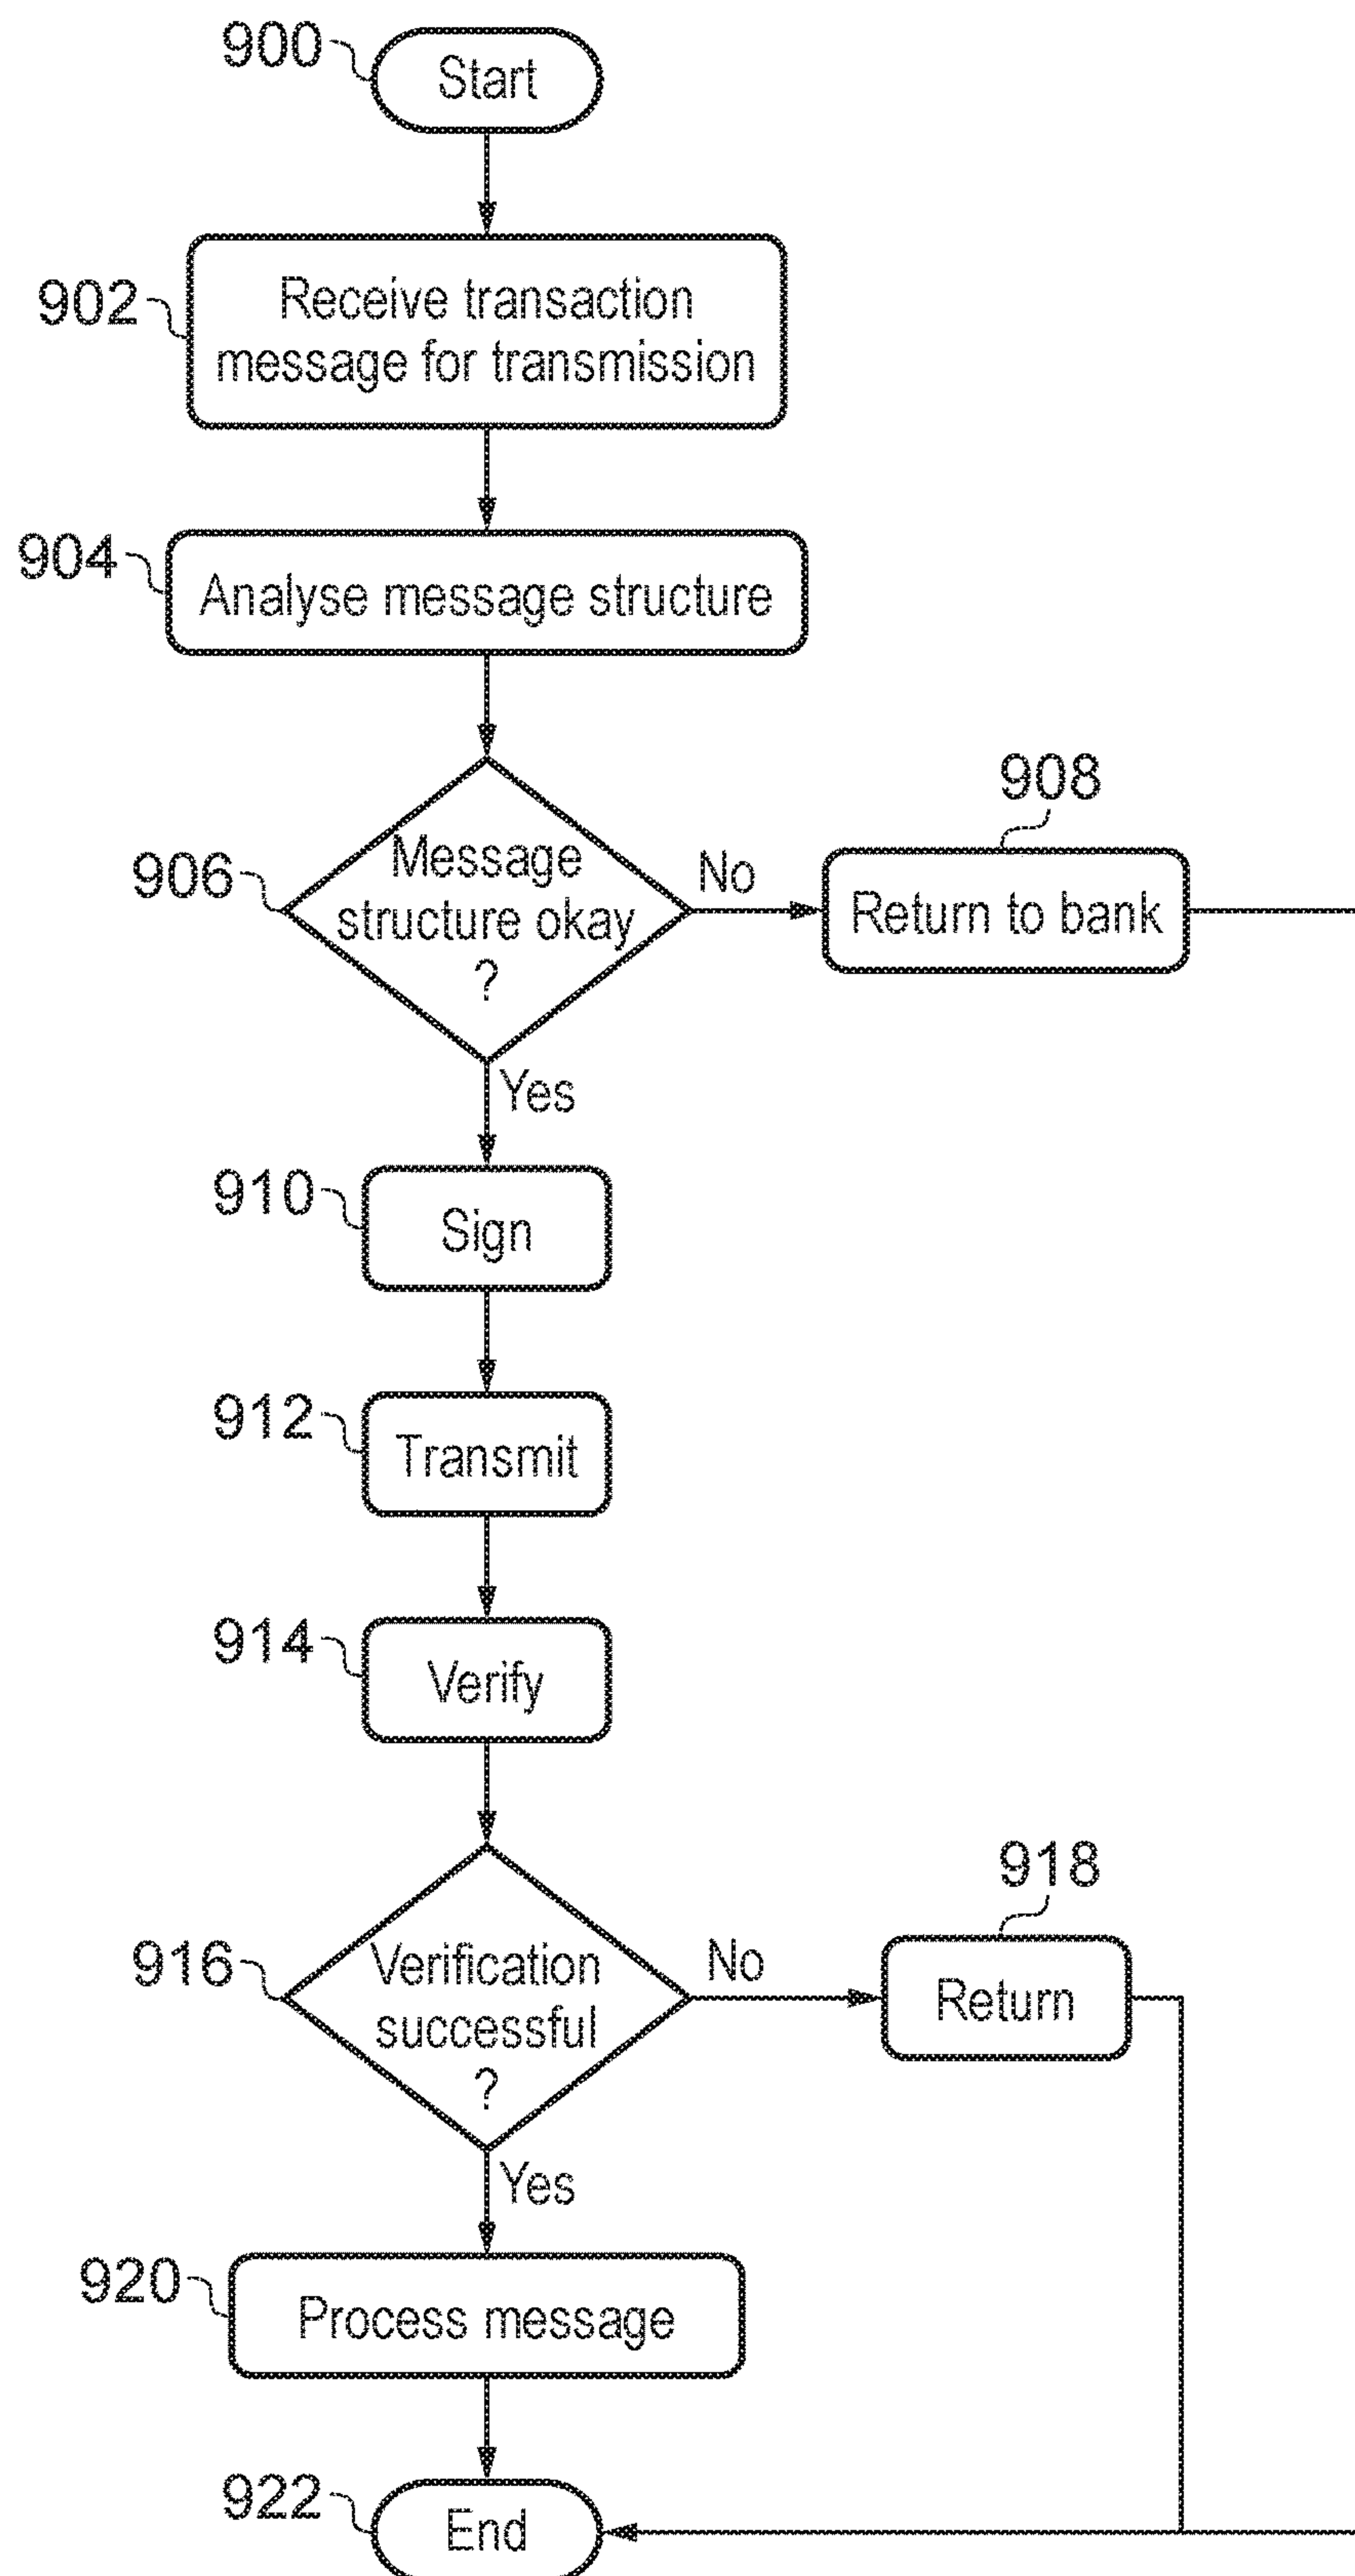 900
Start
902
Receive transaction
message for transmission
904
Analyse message structure
906
Message
structure okay
?
No
908
Return to bank
Yes
910
Sign
912
Transmit
914
Verify
916
Verification
successful
?
No
918
Return
Yes
920
Process message
922
End